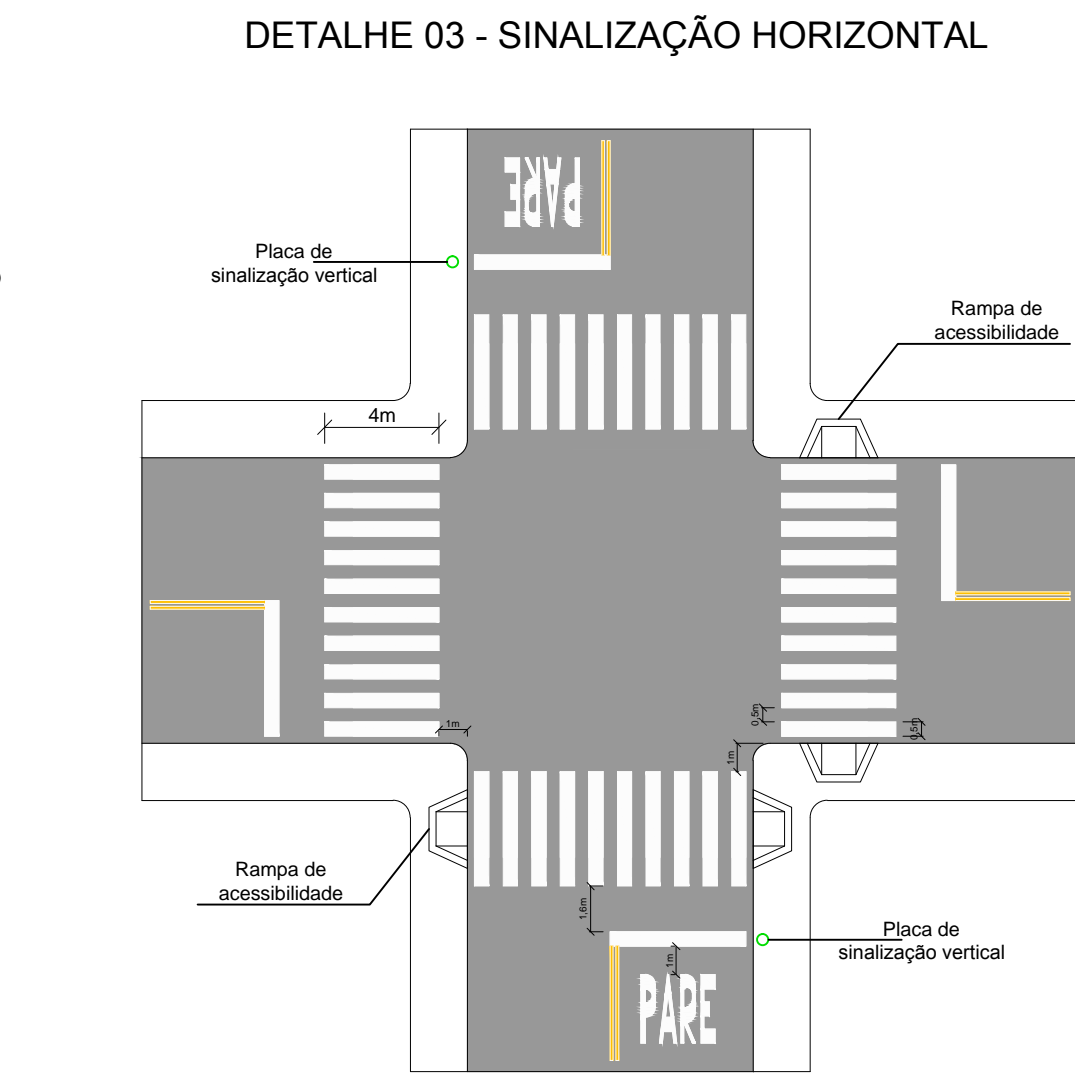 DETALHE 03 - SINALIZAÇÃO HORIZONTAL
PARE
Placa de
sinalização vertical
Rampa de
acessibilidade
4m
1m
0,5m
0,5m
1m
Rampa de
acessibilidade
1,6m
Placa de
sinalização vertical
1m
PARE